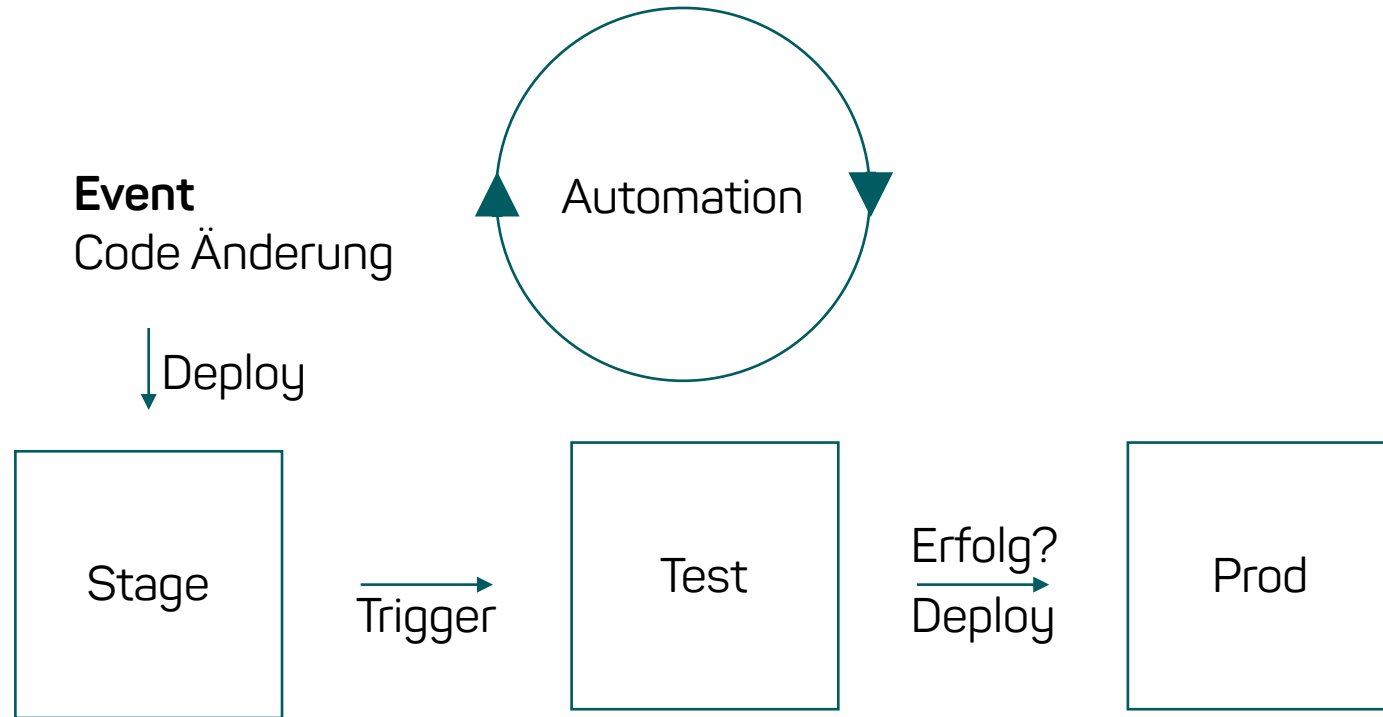 Automation
Event
Code Änderung
Deploy
Stage
Trigger
Test
Erfolg?
Deploy
Prod